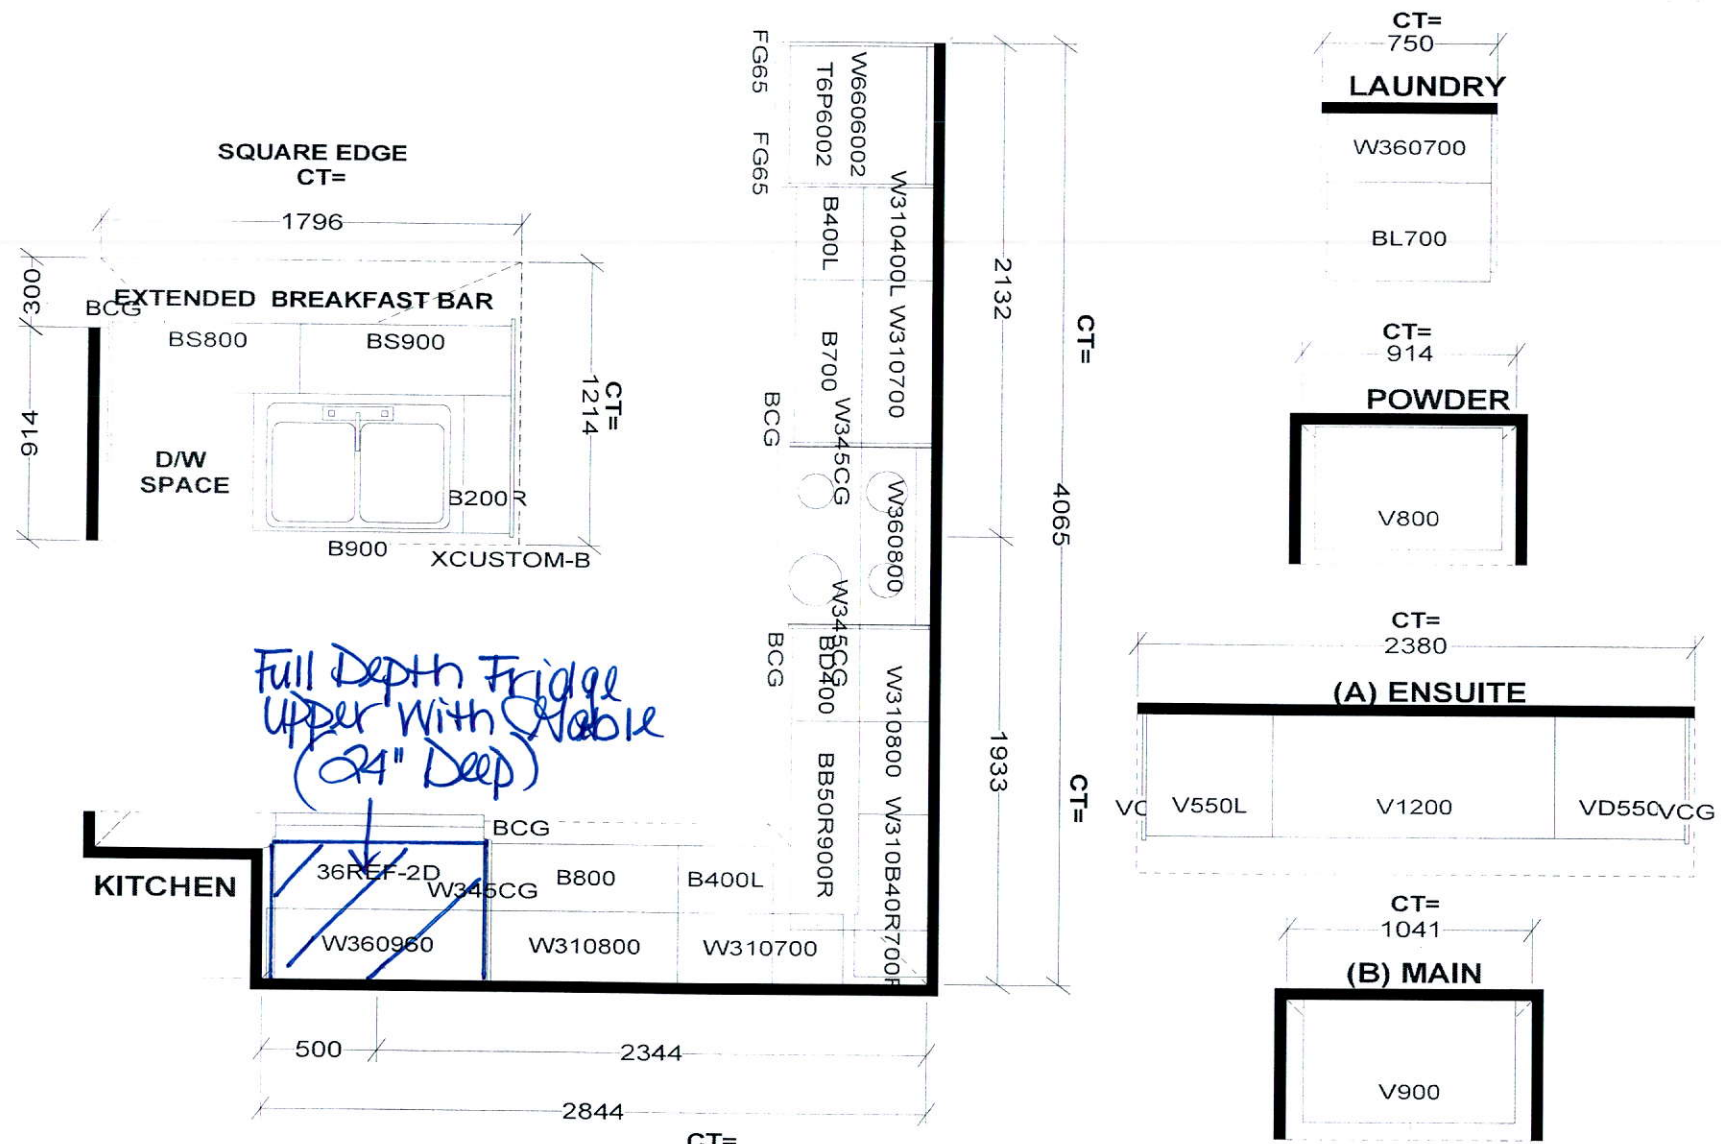 SQUARE EDGE
CT=
1796
300
BCG
EXTENDED BREAKFAST BAR
BS800
BS900
914
D/W
SPACE
B200R
B900
XCUSTOM-B
CT=
1214
FG65
FG65
T6P6002
W6606002
B400L
W310400L
B700
W310700
BCG
W345CG
W360800
W345CG
BCG
BD400
W310800
BB50R900R
W310B40R700R
2132
1933
4065
CT=
CT=
Full Depth Fridge
Upper With Gable
(24" Deep)
BCG
36REF-2D
W345CG
B800
B400L
KITCHEN
W360960
W310800
W310700
500
2344
2844
CT=
CT=
750
LAUNDRY
W360700
BL700
CT=
914
POWDER
V800
CT=
2380
(A) ENSUITE
VC
V550L
V1200
VD550
VCG
CT=
1041
(B) MAIN
V900